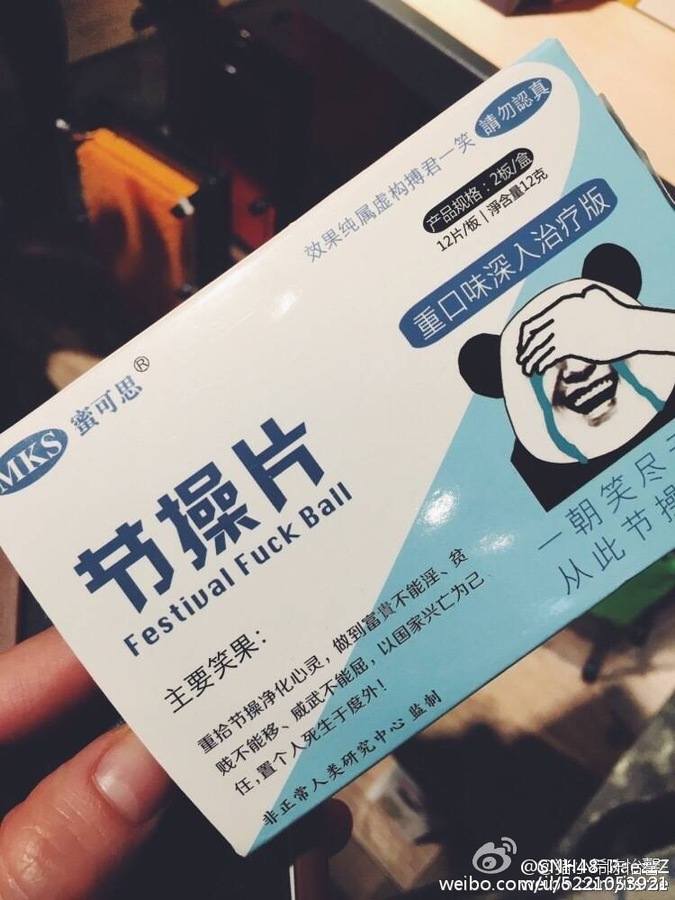 請勿認真
效果纯属虚构搏君一笑
产品规格：2板/盒
12片/板｜淨含量12克
重口味深入治疗版
MKS 蜜可思®
节操片
Festival Fuck Ball
一朝笑尽
从此节操
主要笑果：
重拾节操净化心灵，做到富貴不能淫、贫
贱不能移、威武不能屈，以国家兴亡为己
任，置个人死生于度外！
非正常人类研究中心 监制